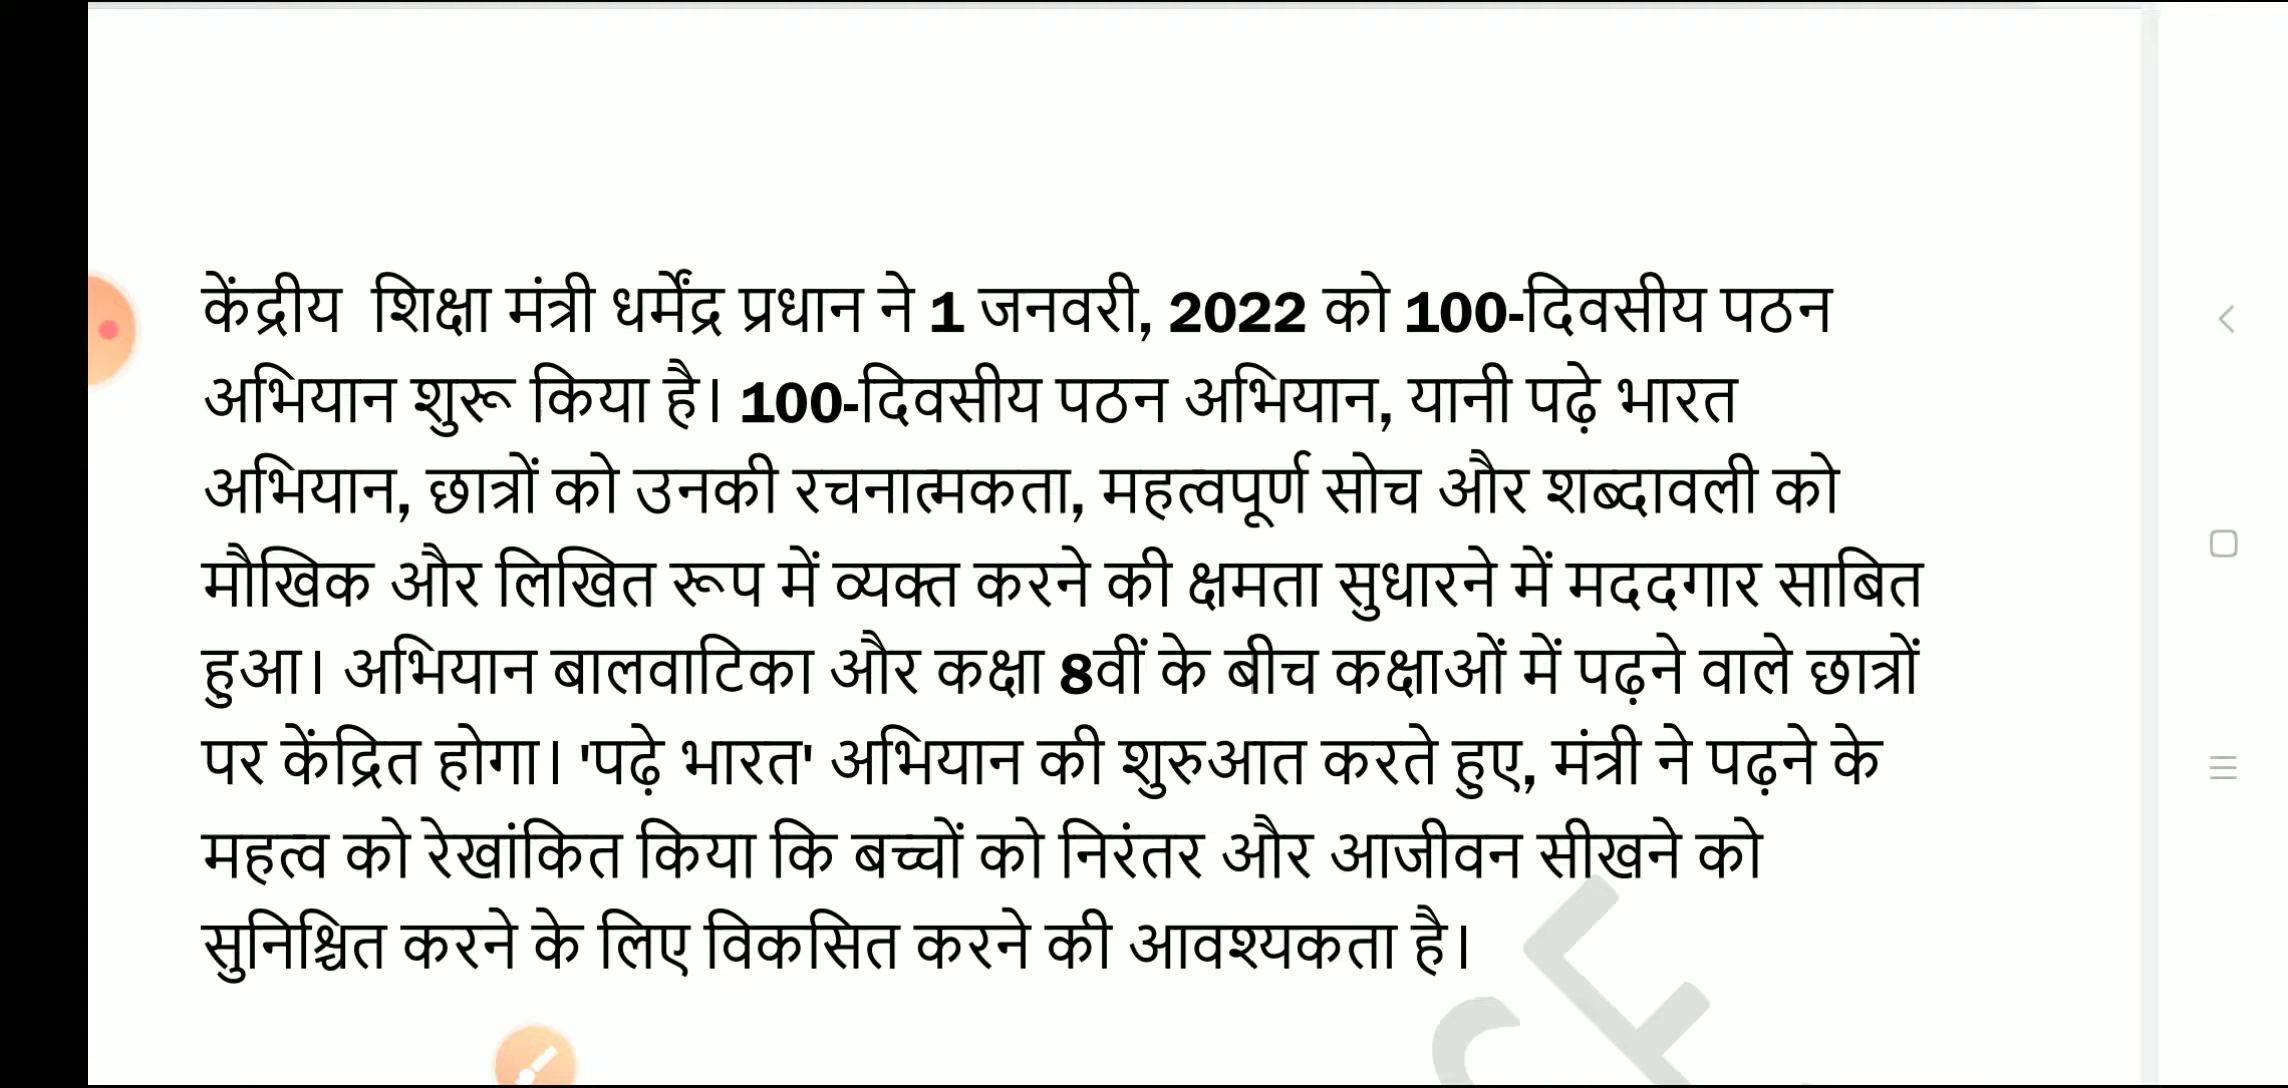 केंद्रीय  शिक्षा मंत्री धर्मेंद्र प्रधान ने 1 जनवरी, 2022 को 100-दिवसीय पठन
अभियान शुरू किया है। 100-दिवसीय पठन अभियान, यानी पढ़े भारत
अभियान, छात्रों को उनकी रचनात्मकता, महत्वपूर्ण सोच और शब्दावली को
मौखिक और लिखित रूप में व्यक्त करने की क्षमता सुधारने में मददगार साबित
हुआ। अभियान बालवाटिका और कक्षा 8वीं के बीच कक्षाओं में पढ़ने वाले छात्रों
पर केंद्रित होगा। 'पढ़े भारत' अभियान की शुरुआत करते हुए, मंत्री ने पढ़ने के
महत्व को रेखांकित किया कि बच्चों को निरंतर और आजीवन सीखने को
सुनिश्चित करने के लिए विकसित करने की आवश्यकता है।